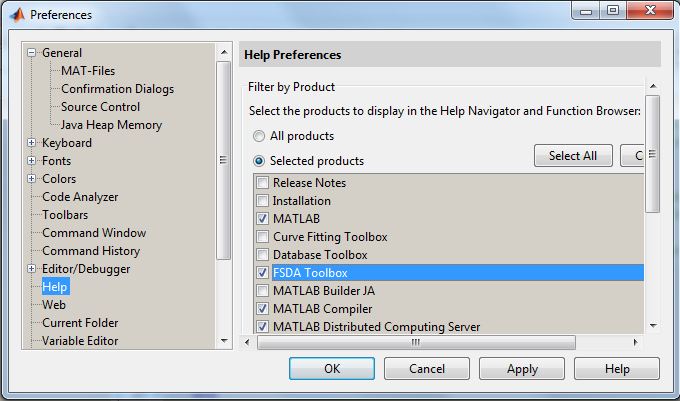 Preferences
General
MAT-Files
Confirmation Dialogs
Source Control
Java Heap Memory
Keyboard
Fonts
Colors
Code Analyzer
Toolbars
Command Window
Command History
Editor/Debugger
Help
Web
Current Folder
Variable Editor
Help Preferences
Filter by Product
Select the products to display in the Help Navigator and Function Browser:
All products
Selected products
Select All
C
Release Notes
Installation
MATLAB
Curve Fitting Toolbox
Database Toolbox
FSDA Toolbox
MATLAB Builder JA
MATLAB Compiler
MATLAB Distributed Computing Server
OK
Cancel
Apply
Help